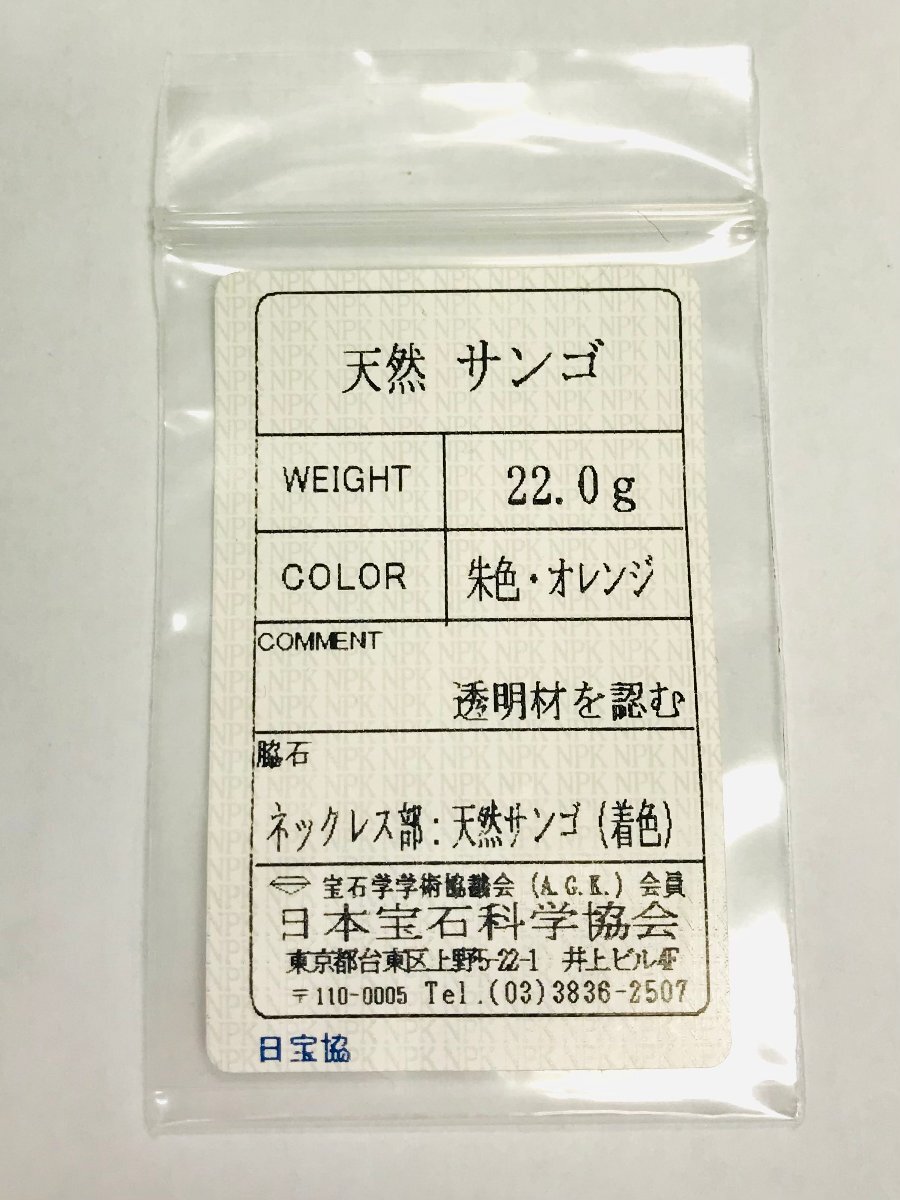 天然 サンゴ
WEIGHT 22.0g
COLOR 朱色・オレンジ
COMMENT
透明材を認む
脇石
ネックレス部:天然サンゴ(着色)
宝石学学術協議会 (A.G.K.) 会員
日本宝石科学協会
東京都台東区上野5-22-1 井上ビル4F
〒110-0005 Tel.(03)3836-2507
日宝協